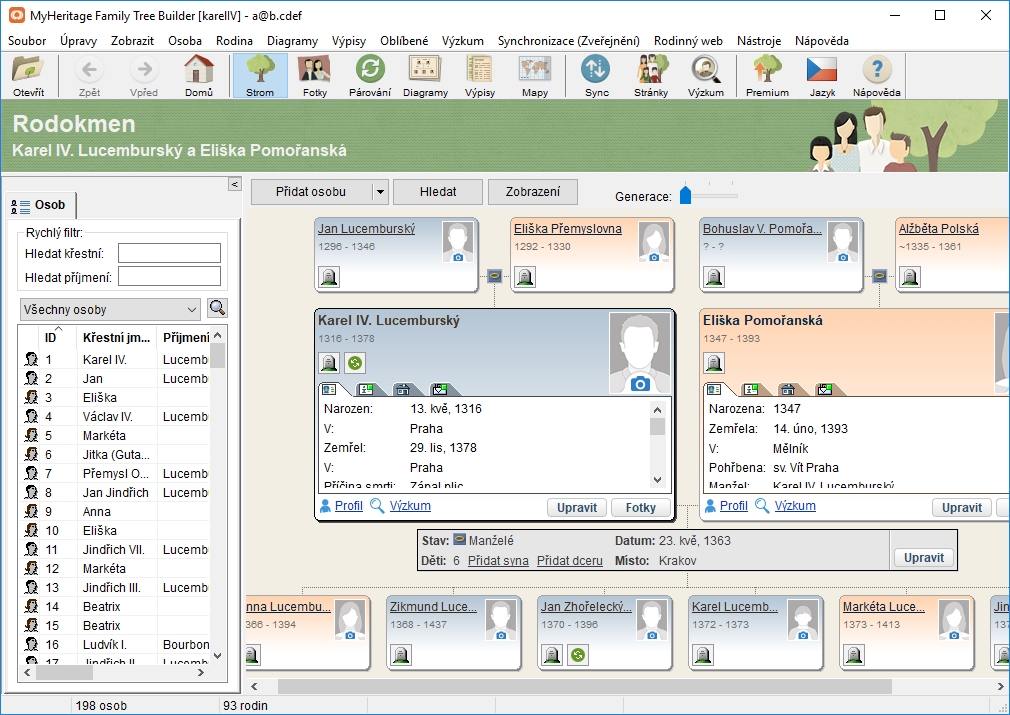 MyHeritage Family Tree Builder [karelIV] - a@b.cdef
Soubor Úpravy Zobrazit Osoba Rodina Diagramy Výpisy Oblíbené Výzkum Synchronizace (Zveřejnění) Rodinný web Nástroje Nápověda
Otevřít Zpět Vpřed Domů Strom Fotky Párování Diagramy Výpisy Mapy Sync Stránky Výzkum Premium Jazyk Nápověda
Rodokmen
Karel IV. Lucemburský a Eliška Pomořanská
Osob
Rychlý filtr:
Hledat křestní:
Hledat příjmení:
Všechny osoby
ID Křestní jm... Příjmení
1 Karel IV. Lucemb
2 Jan Lucemb
3 Eliška
4 Václav IV. Lucemb
5 Markéta
6 Jitka (Guta...
7 Přemysl O... Lucemb
8 Jan Jindřich Lucemb
9 Anna
10 Eliška
11 Jindřich VII. Lucemb
12 Markéta
13 Jindřich III. Lucemb
14 Beatrix
15 Beatrix
16 Ludvík I. Bourbon
17 Jindřich II. Lucemb
Přidat osobu Hledat Zobrazení Generace:
Jan Lucemburský
1296 - 1346
Eliška Přemyslovna
1292 - 1330
Bohuslav V. Pomořa...
? - ?
Alžběta Polská
~1335 - 1361
Karel IV. Lucemburský
1316 - 1378
Narozen: 13. kvě, 1316
V: Praha
Zemřel: 29. lis, 1378
V: Praha
Příčina smrti: Zápal plic
Profil Výzkum Upravit Fotky
Eliška Pomořanská
1347 - 1393
Narozena: 1347
Zemřela: 14. úno, 1393
V: Mělník
Pohřbena: sv. Vít Praha
Manžel: Karel IV. Lucemburský
Profil Výzkum Upravit
Stav: Manželé Datum: 23. kvě, 1363
Děti: 6 Přidat syna Přidat dceru Místo: Krakov
Upravit
nna Lucembu...
366 - 1394
Zikmund Luce...
1368 - 1437
Jan Zhořelecký,...
1370 - 1396
Karel Lucemb...
1372 - 1373
Markéta Luce...
1373 - 1413
Jin
137
198 osob 93 rodin